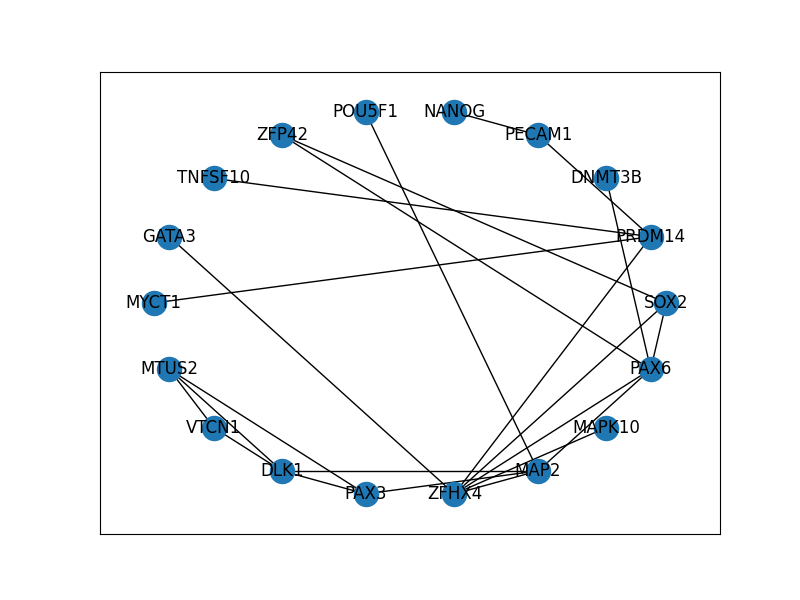 POU5F1
NANOG
ZFP42
PECAM1
TNFSF10
DNMT3B
GATA3
PRDM14
MYCT1
SOX2
MTUS2
PAX6
VTCN1
MAPK10
DLK1
MAP2
PAX3
ZFHX4